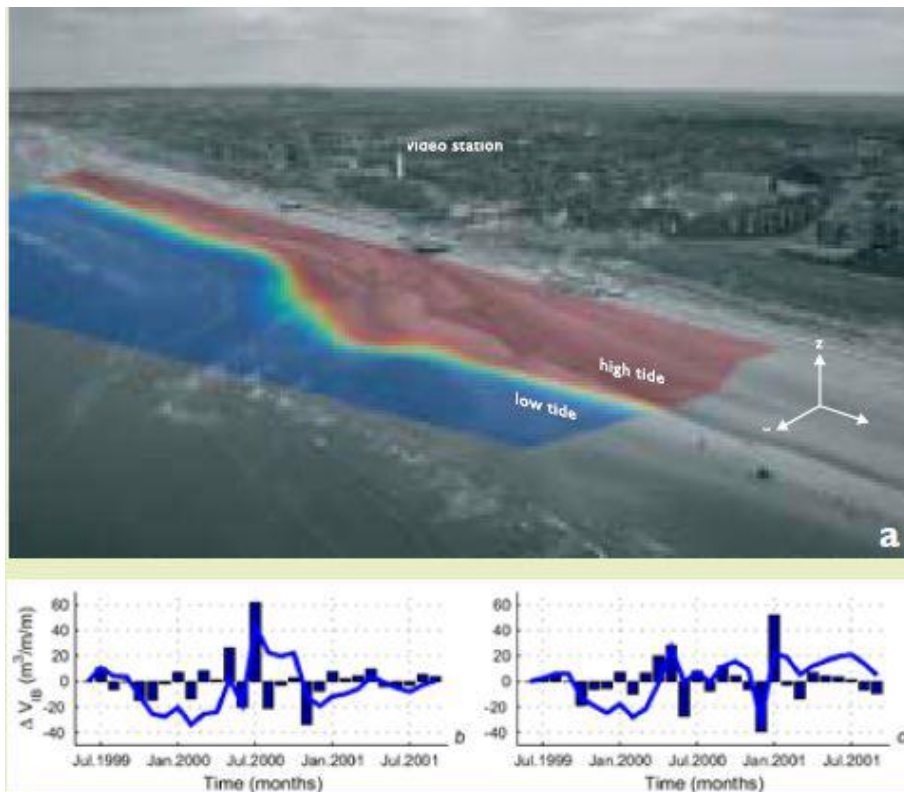 video station
z
high tide
low tide
a
Δ V_IB (m³/m/m)
60
40
20
0
-20
-40
Jul.1999 Jan.2000 Jul.2000 Jan.2001 Jul.2001
Time (months)
b
60
40
20
0
-20
-40
Jul.1999 Jan.2000 Jul.2000 Jan.2001 Jul.2001
Time (months)